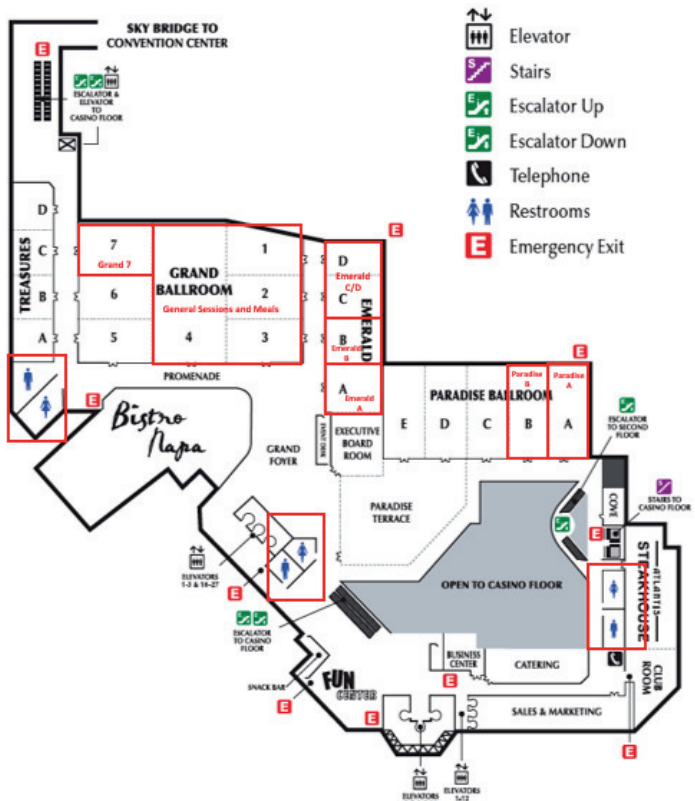 SKY BRIDGE TO
CONVENTION CENTER
E
ESCALATOR &
ELEVATOR
TO
CASINO FLOOR
Elevator
S
Stairs
E
Escalator Up
E
Escalator Down
Telephone
Restrooms
E
Emergency Exit
TREASURES
D
C
B
A
7
Grand 7
6
5
GRAND
BALLROOM
General Sessions and Meals
4
1
2
3
E
EMERALD
D
Emerald
C/D
C
B
Emerald
B
A
Emerald
A
PROMENADE
E
Bistro
Napa
GRAND
FOYER
EVENT DESK
EXECUTIVE
BOARD
ROOM
PARADISE BALLROOM
E
D
C
B
A
Paradise
B
Paradise
A
E
ESCALATOR
TO SECOND
FLOOR
S
STAIRS TO
CASINO FLOOR
COVE
E
PARADISE
TERRACE
OPEN TO CASINO FLOOR
ATLANTIS
STEAKHOUSE
ELEVATORS
1-3 & 16-27
E
ESCALATOR
TO CASINO
FLOOR
SNACK BAR
E
FUN
CENTER
BUSINESS
CENTER
E
CATERING
CLUB
ROOM
SALES & MARKETING
E
E
ELEVATORS
ELEVATORS
1-12